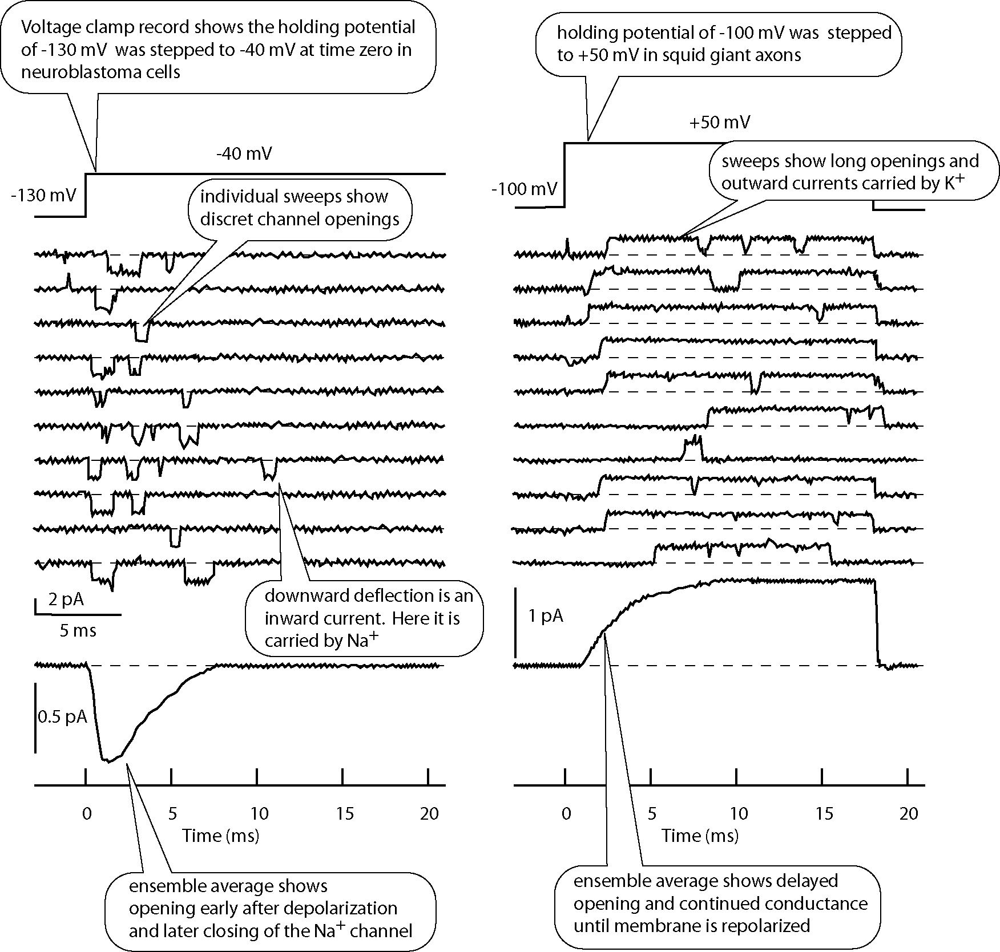 Voltage clamp record shows the holding potential
of -130 mV was stepped to -40 mV at time zero in
neuroblastoma cells
-40 mV
-130 mV
individual sweeps show
discret channel openings
2 pA
5 ms
downward deflection is an
inward current. Here it is
carried by Na+
0.5 pA
0 5 10 15 20
Time (ms)
ensemble average shows
opening early after depolarization
and later closing of the Na+ channel
holding potential of -100 mV was stepped
to +50 mV in squid giant axons
+50 mV
-100 mV
sweeps show long openings and
outward currents carried by K+
1 pA
0 5 10 15 20
Time (ms)
ensemble average shows delayed
opening and continued conductance
until membrane is repolarized